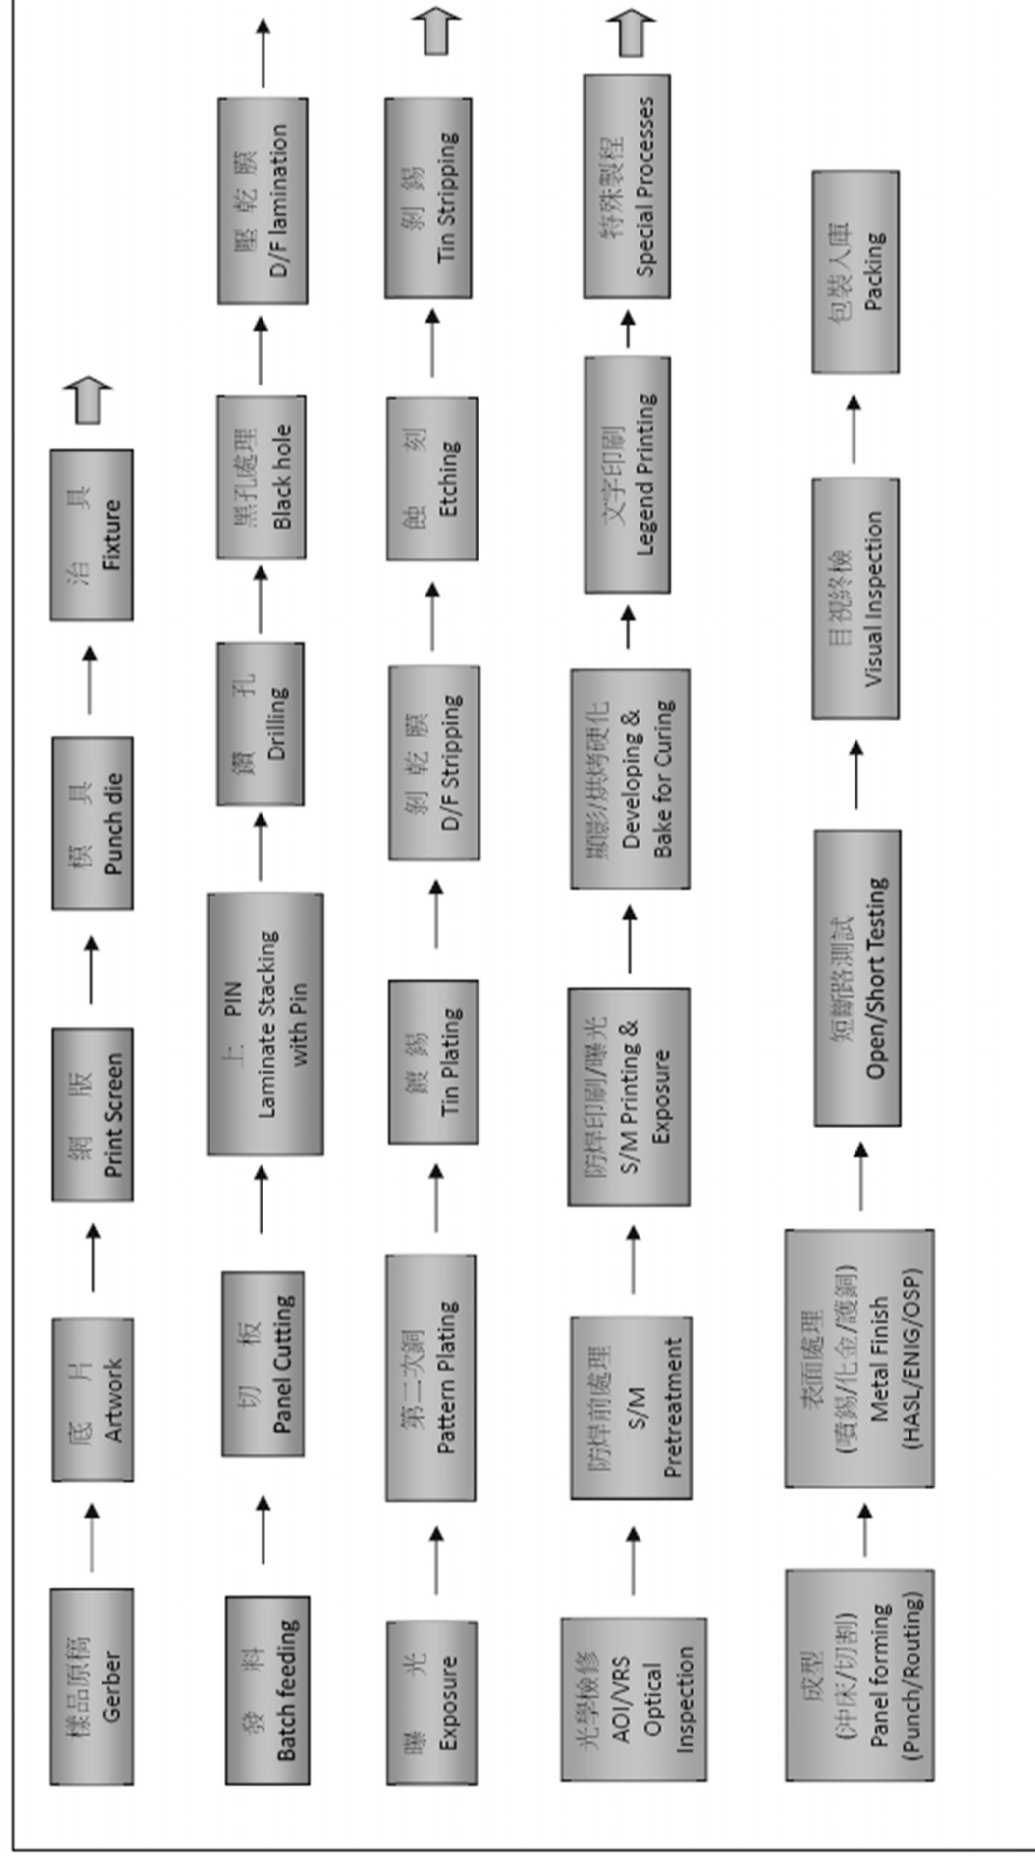 樣品原稿
Gerber
底 片
Artwork
網 版
Print Screen
模 具
Punch die
治 具
Fixture
發 料
Batch feeding
切 板
Panel Cutting
上 PIN
Laminate Stacking
with Pin
鑽 孔
Drilling
黑孔處理
Black hole
壓 乾 膜
D/F lamination
曝 光
Exposure
第二次銅
Pattern Plating
鍍 錫
Tin Plating
剝 乾 膜
D/F Stripping
蝕 刻
Etching
剝 錫
Tin Stripping
光學檢修
AOI/VRS
Optical
Inspection
防焊前處理
S/M
Pretreatment
防焊印刷/曝光
S/M Printing &
Exposure
顯影/烘烤硬化
Developing &
Bake for Curing
文字印刷
Legend Printing
特殊製程
Special Processes
成型
(沖床/切割)
Panel forming
(Punch/Routing)
表面處理
(噴錫/化金/護銅)
Metal Finish
(HASL/ENIG/OSP)
短斷路測試
Open/Short Testing
目視終檢
Visual Inspection
包裝入庫
Packing